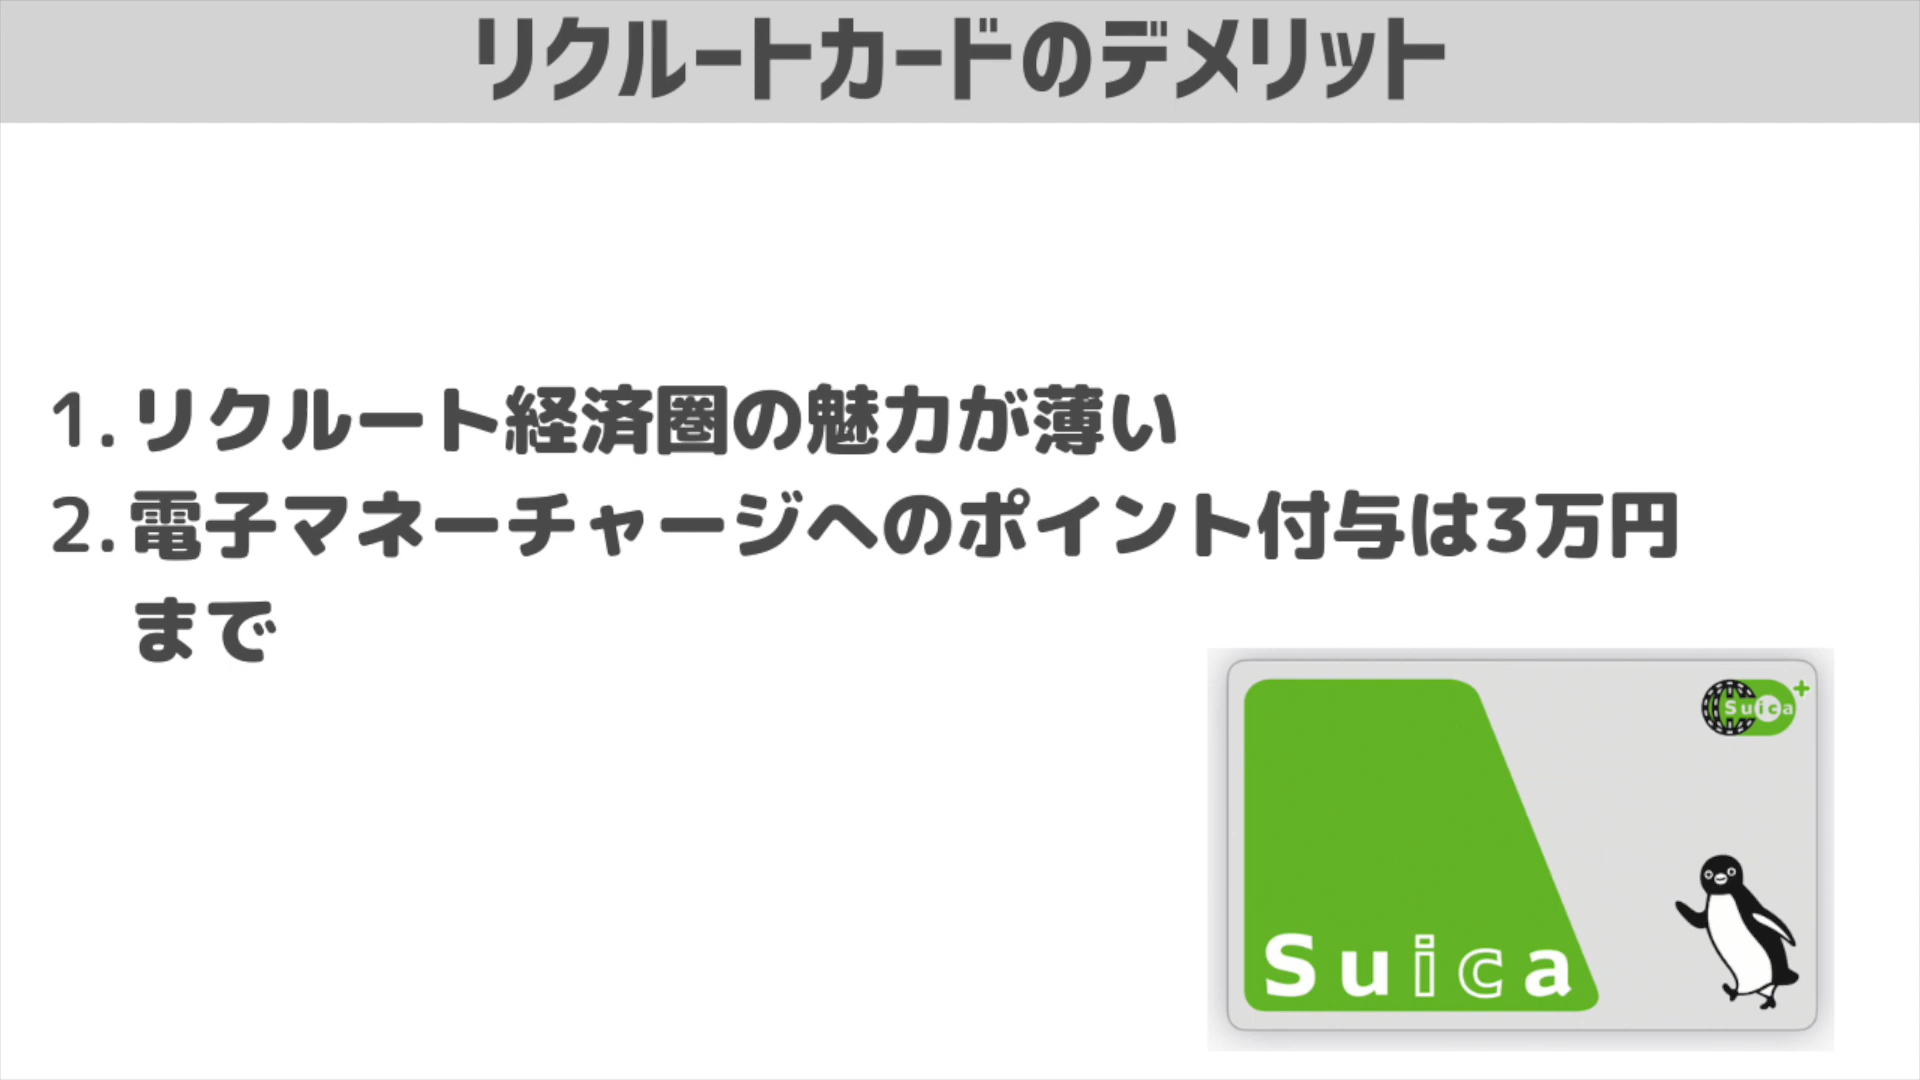 リクルートカードのデメリット
1. リクルート経済圏の魅力が薄い
2. 電子マネーチャージへのポイント付与は3万円
まで
Suica+
Suica